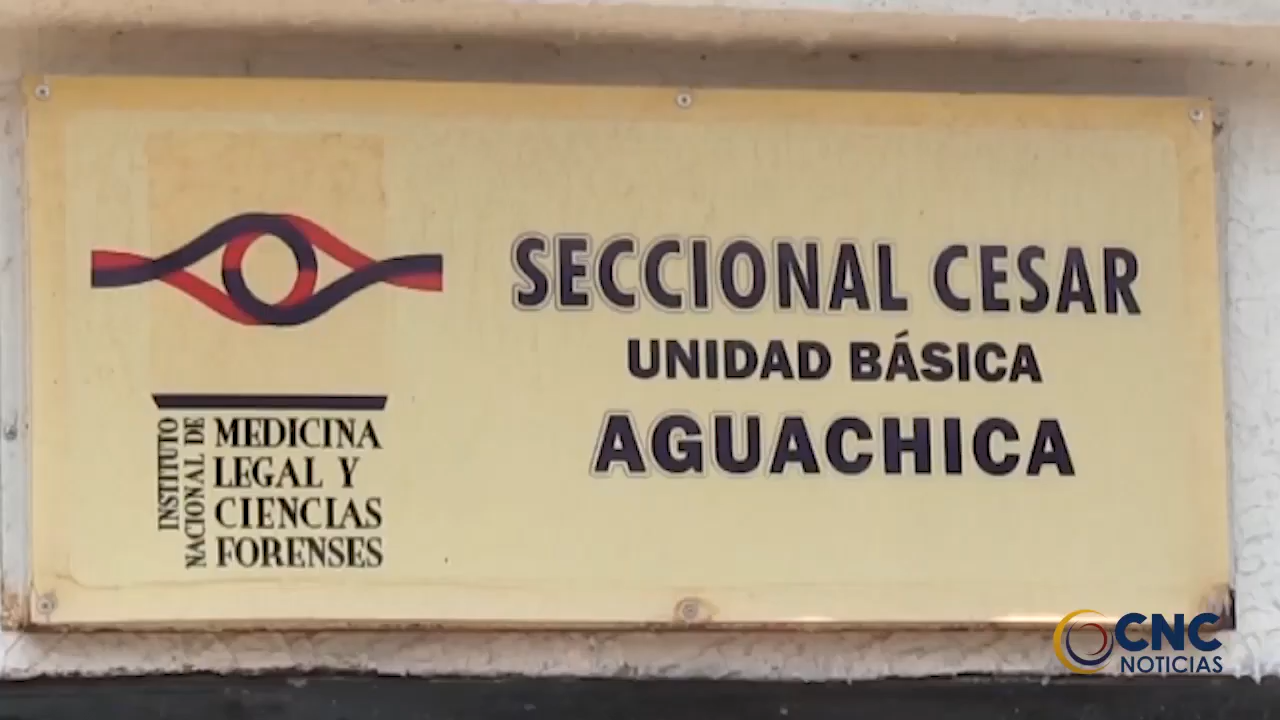 INSTITUTO
NACIONAL DE
MEDICINA
LEGAL Y
CIENCIAS
FORENSES
SECCIONAL CESAR
UNIDAD BÁSICA
AGUACHICA
CNC
NOTICIAS